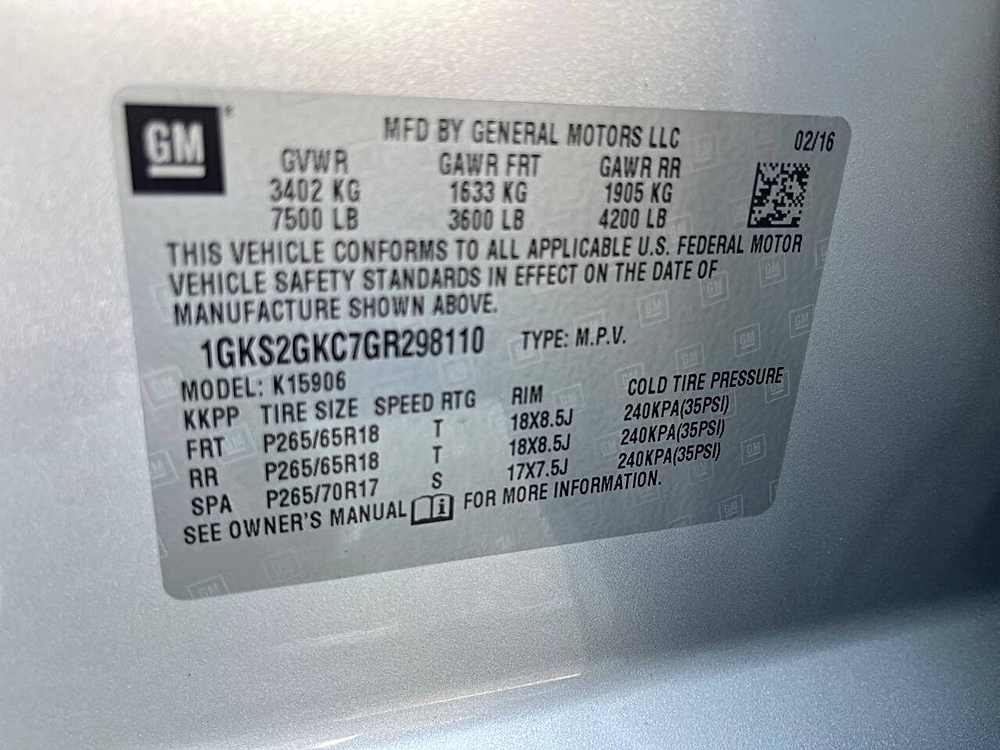 GM
MFD BY GENERAL MOTORS LLC 02/16
GVWR GAWR FRT GAWR RR
3402 KG 1633 KG 1905 KG
7500 LB 3600 LB 4200 LB
THIS VEHICLE CONFORMS TO ALL APPLICABLE U.S. FEDERAL MOTOR
VEHICLE SAFETY STANDARDS IN EFFECT ON THE DATE OF
MANUFACTURE SHOWN ABOVE.
1GKS2GKC7GR298110 TYPE: M.P.V.
MODEL: K15906
KKPP TIRE SIZE SPEED RTG RIM COLD TIRE PRESSURE
FRT P265/65R18 T 18X8.5J 240KPA(35PSI)
RR P265/65R18 T 18X8.5J 240KPA(35PSI)
SPA P265/70R17 S 17X7.5J 240KPA(35PSI)
SEE OWNER'S MANUAL i FOR MORE INFORMATION.